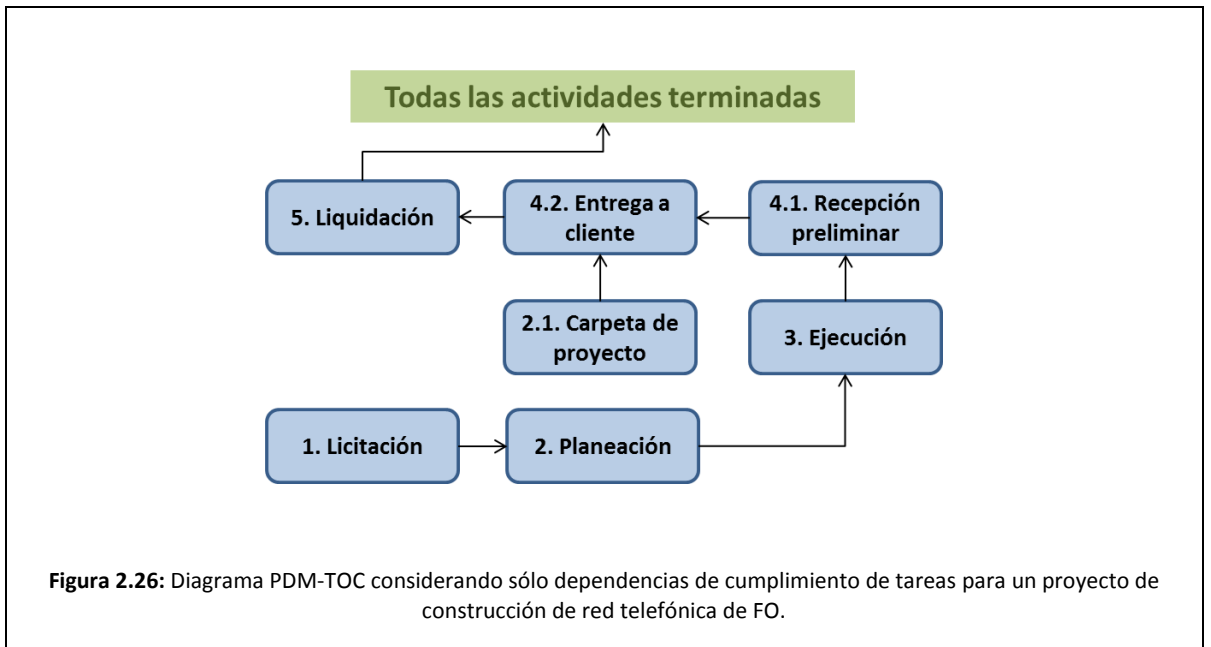 Todas las actividades terminadas
5. Liquidación
4.2. Entrega a
cliente
4.1. Recepción
preliminar
2.1. Carpeta de
proyecto
3. Ejecución
1. Licitación
2. Planeación
Figura 2.26: Diagrama PDM-TOC considerando sólo dependencias de cumplimiento de tareas para un proyecto de
construcción de red telefónica de FO.